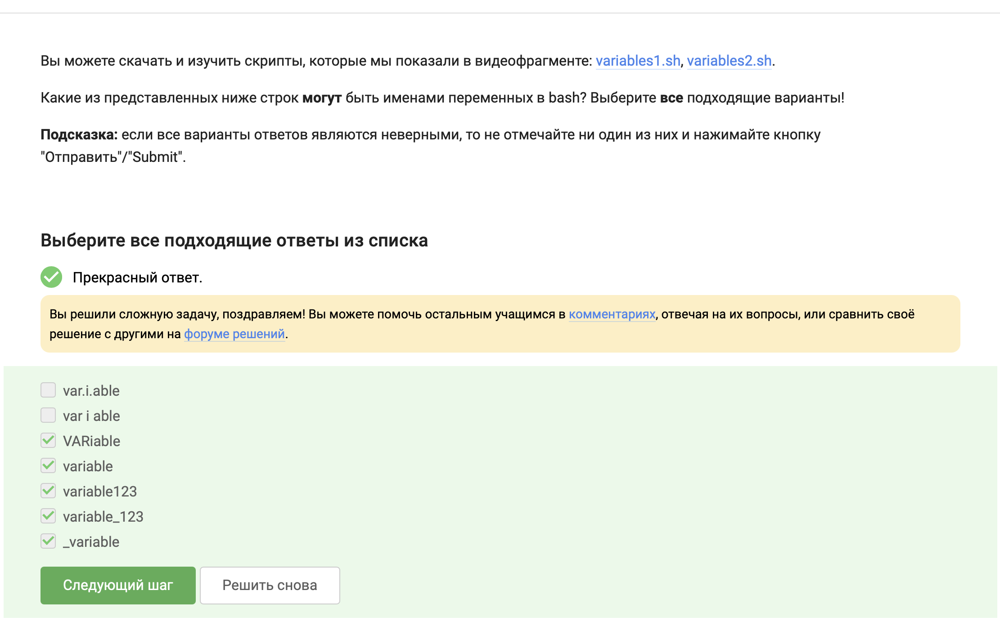 Вы можете скачать и изучить скрипты, которые мы показали в видеофрагменте: variables1.sh, variables2.sh.
Какие из представленных ниже строк могут быть именами переменных в bash? Выберите все подходящие варианты!
Подсказка: если все варианты ответов являются неверными, то не отмечайте ни один из них и нажимайте кнопку
"Отправить"/"Submit".
Выберите все подходящие ответы из списка
Прекрасный ответ.
Вы решили сложную задачу, поздравляем! Вы можете помочь остальным учащимся в комментариях, отвечая на их вопросы, или сравнить своё
решение с другими на форуме решений.
var.i.able
var i able
VARiable
variable
variable123
variable_123
_variable
Следующий шаг
Решить снова